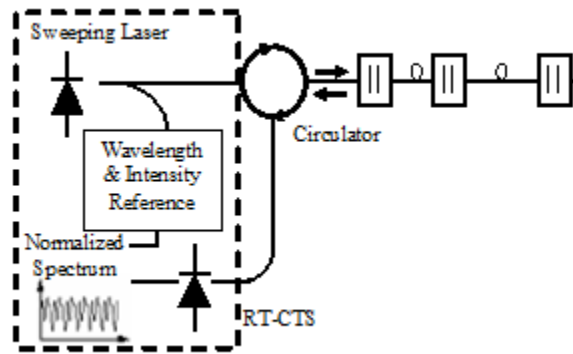 Sweeping Laser
Circulator
Wavelength
& Intensity
Reference
Normalized
Spectrum
RT-CTS